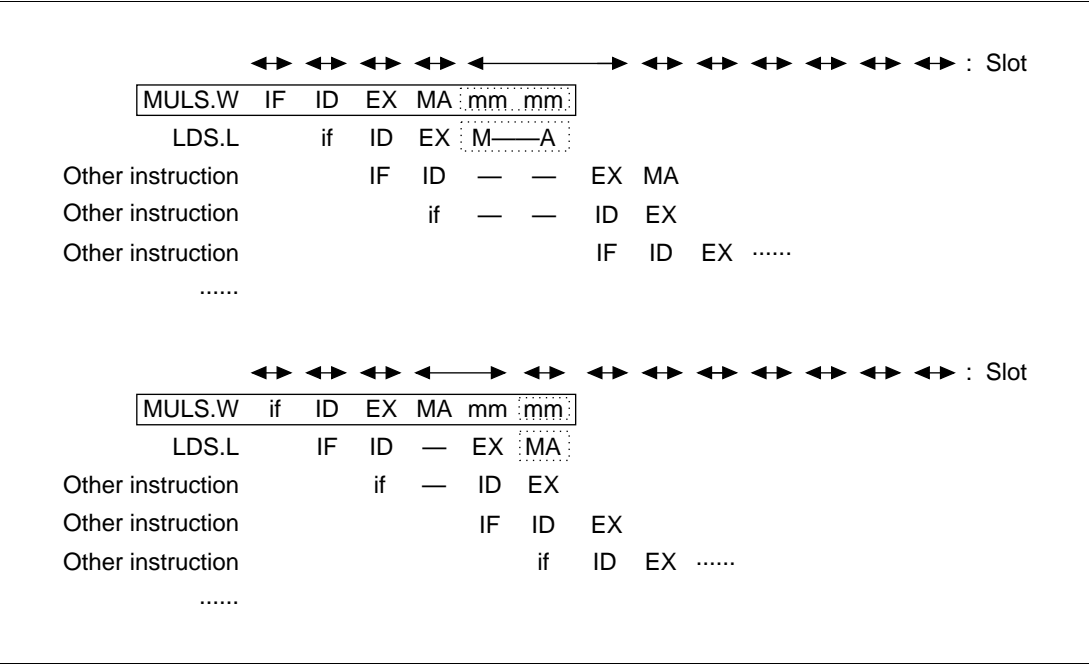 : Slot
MULS.W IF ID EX MA mm mm
LDS.L if ID EX M——A
Other instruction IF ID — — EX MA
Other instruction if — — ID EX
Other instruction IF ID EX ······
······
: Slot
MULS.W if ID EX MA mm mm
LDS.L IF ID — EX MA
Other instruction if — ID EX
Other instruction IF ID EX
Other instruction if ID EX ······
······